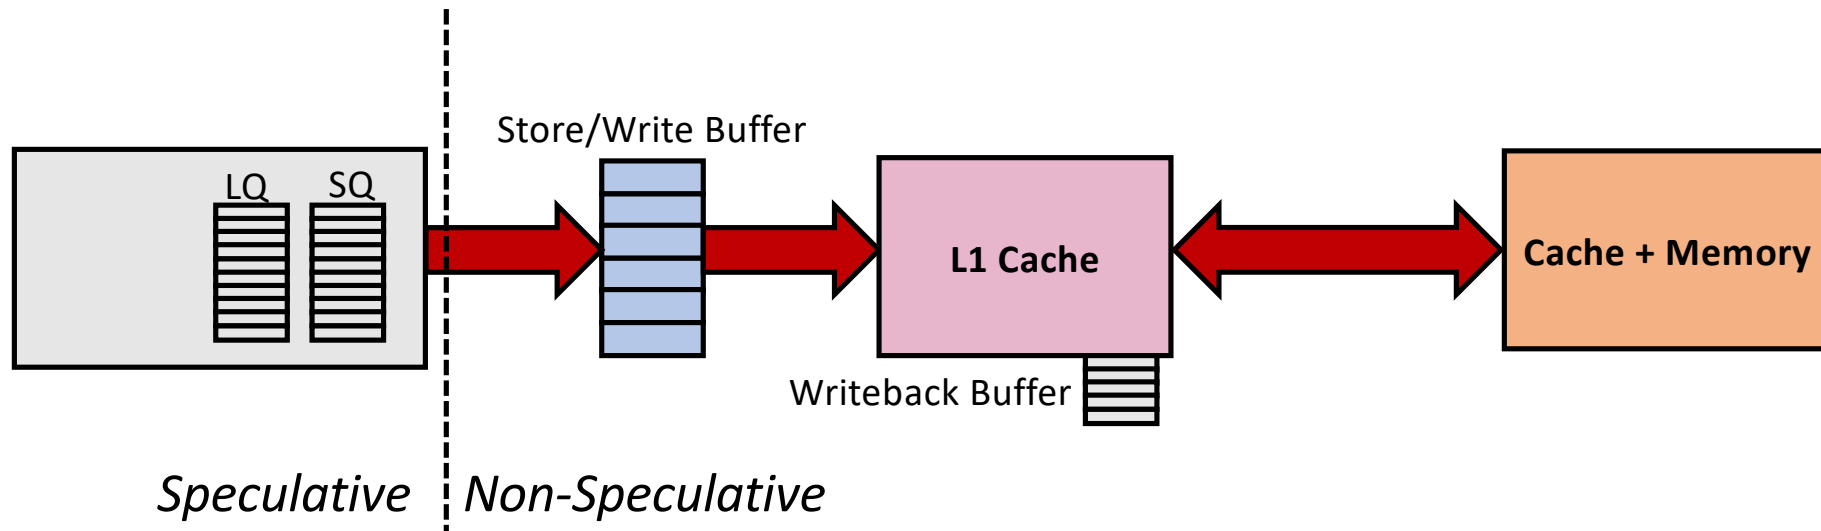 Store/Write Buffer
LQ
SQ
L1 Cache
Cache + Memory
Writeback Buffer
Speculative
Non-Speculative